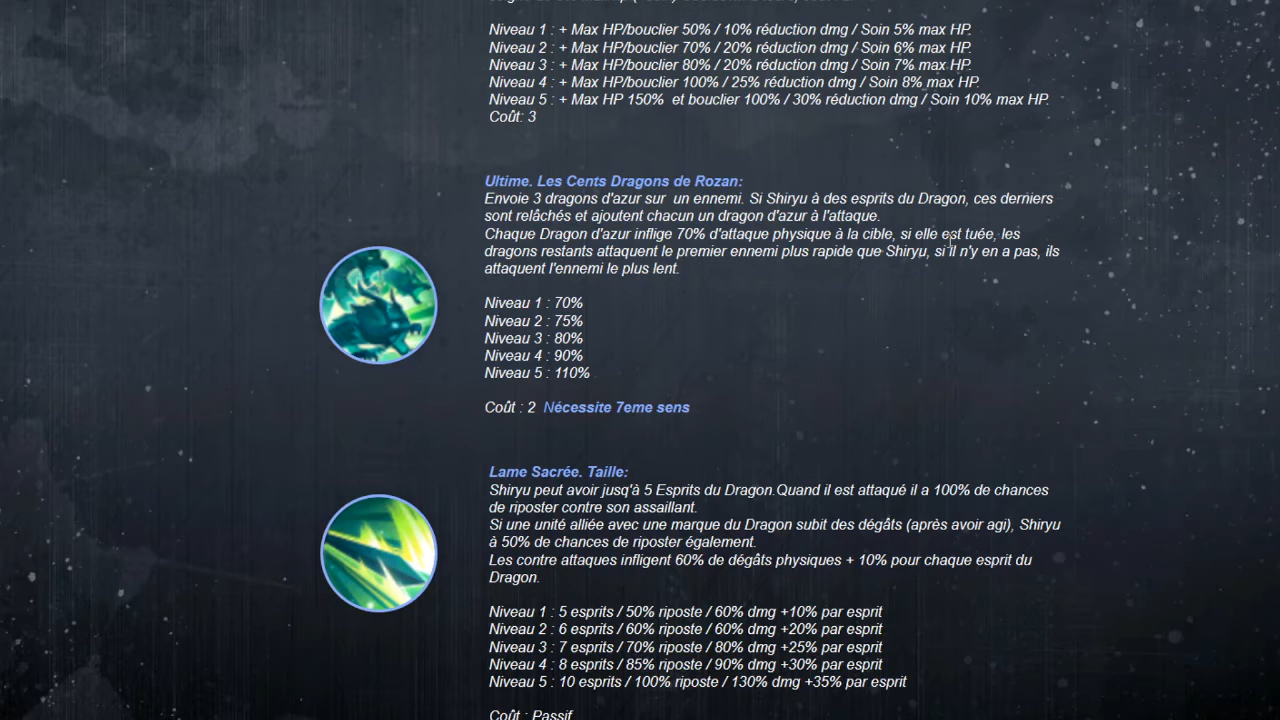 Niveau 1 : + Max HP/bouclier 50% / 10% réduction dmg / Soin 5% max HP.
Niveau 2 : + Max HP/bouclier 70% / 20% réduction dmg / Soin 6% max HP.
Niveau 3 : + Max HP/bouclier 80% / 20% réduction dmg / Soin 7% max HP.
Niveau 4 : + Max HP/bouclier 100% / 25% réduction dmg / Soin 8% max HP.
Niveau 5 : + Max HP 150% et bouclier 100% / 30% réduction dmg / Soin 10% max HP.
Coût: 3
Ultime. Les Cents Dragons de Rozan:
Envoie 3 dragons d'azur sur un ennemi. Si Shiryu à des esprits du Dragon, ces derniers
sont relâchés et ajoutent chacun un dragon d'azur à l'attaque.
Chaque Dragon d'azur inflige 70% d'attaque physique à la cible, si elle est tuée, les
dragons restants attaquent le premier ennemi plus rapide que Shiryu, si il n'y en a pas, ils
attaquent l'ennemi le plus lent.
Niveau 1 : 70%
Niveau 2 : 75%
Niveau 3 : 80%
Niveau 4 : 90%
Niveau 5 : 110%
Coût : 2 Nécessite 7eme sens
Lame Sacrée. Taille:
Shiryu peut avoir jusq'à 5 Esprits du Dragon.Quand il est attaqué il a 100% de chances
de riposter contre son assaillant.
Si une unité alliée avec une marque du Dragon subit des dégâts (après avoir agi), Shiryu
à 50% de chances de riposter également.
Les contre attaques infligent 60% de dégâts physiques + 10% pour chaque esprit du
Dragon.
Niveau 1 : 5 esprits / 50% riposte / 60% dmg +10% par esprit
Niveau 2 : 6 esprits / 60% riposte / 60% dmg +20% par esprit
Niveau 3 : 7 esprits / 70% riposte / 80% dmg +25% par esprit
Niveau 4 : 8 esprits / 85% riposte / 90% dmg +30% par esprit
Niveau 5 : 10 esprits / 100% riposte / 130% dmg +35% par esprit
Coût : Passif